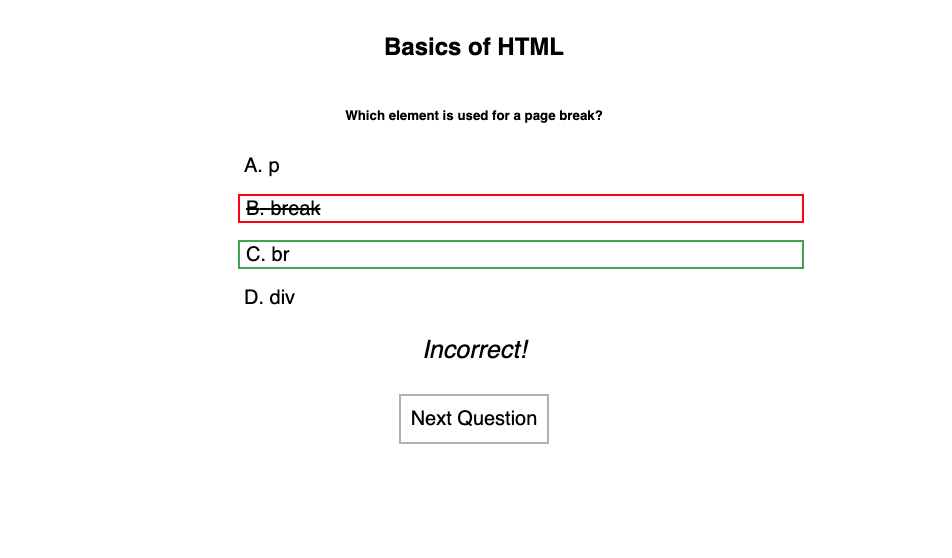 Basics of HTML
Which element is used for a page break?
A. p
B. break
C. br
D. div
Incorrect!
Next Question